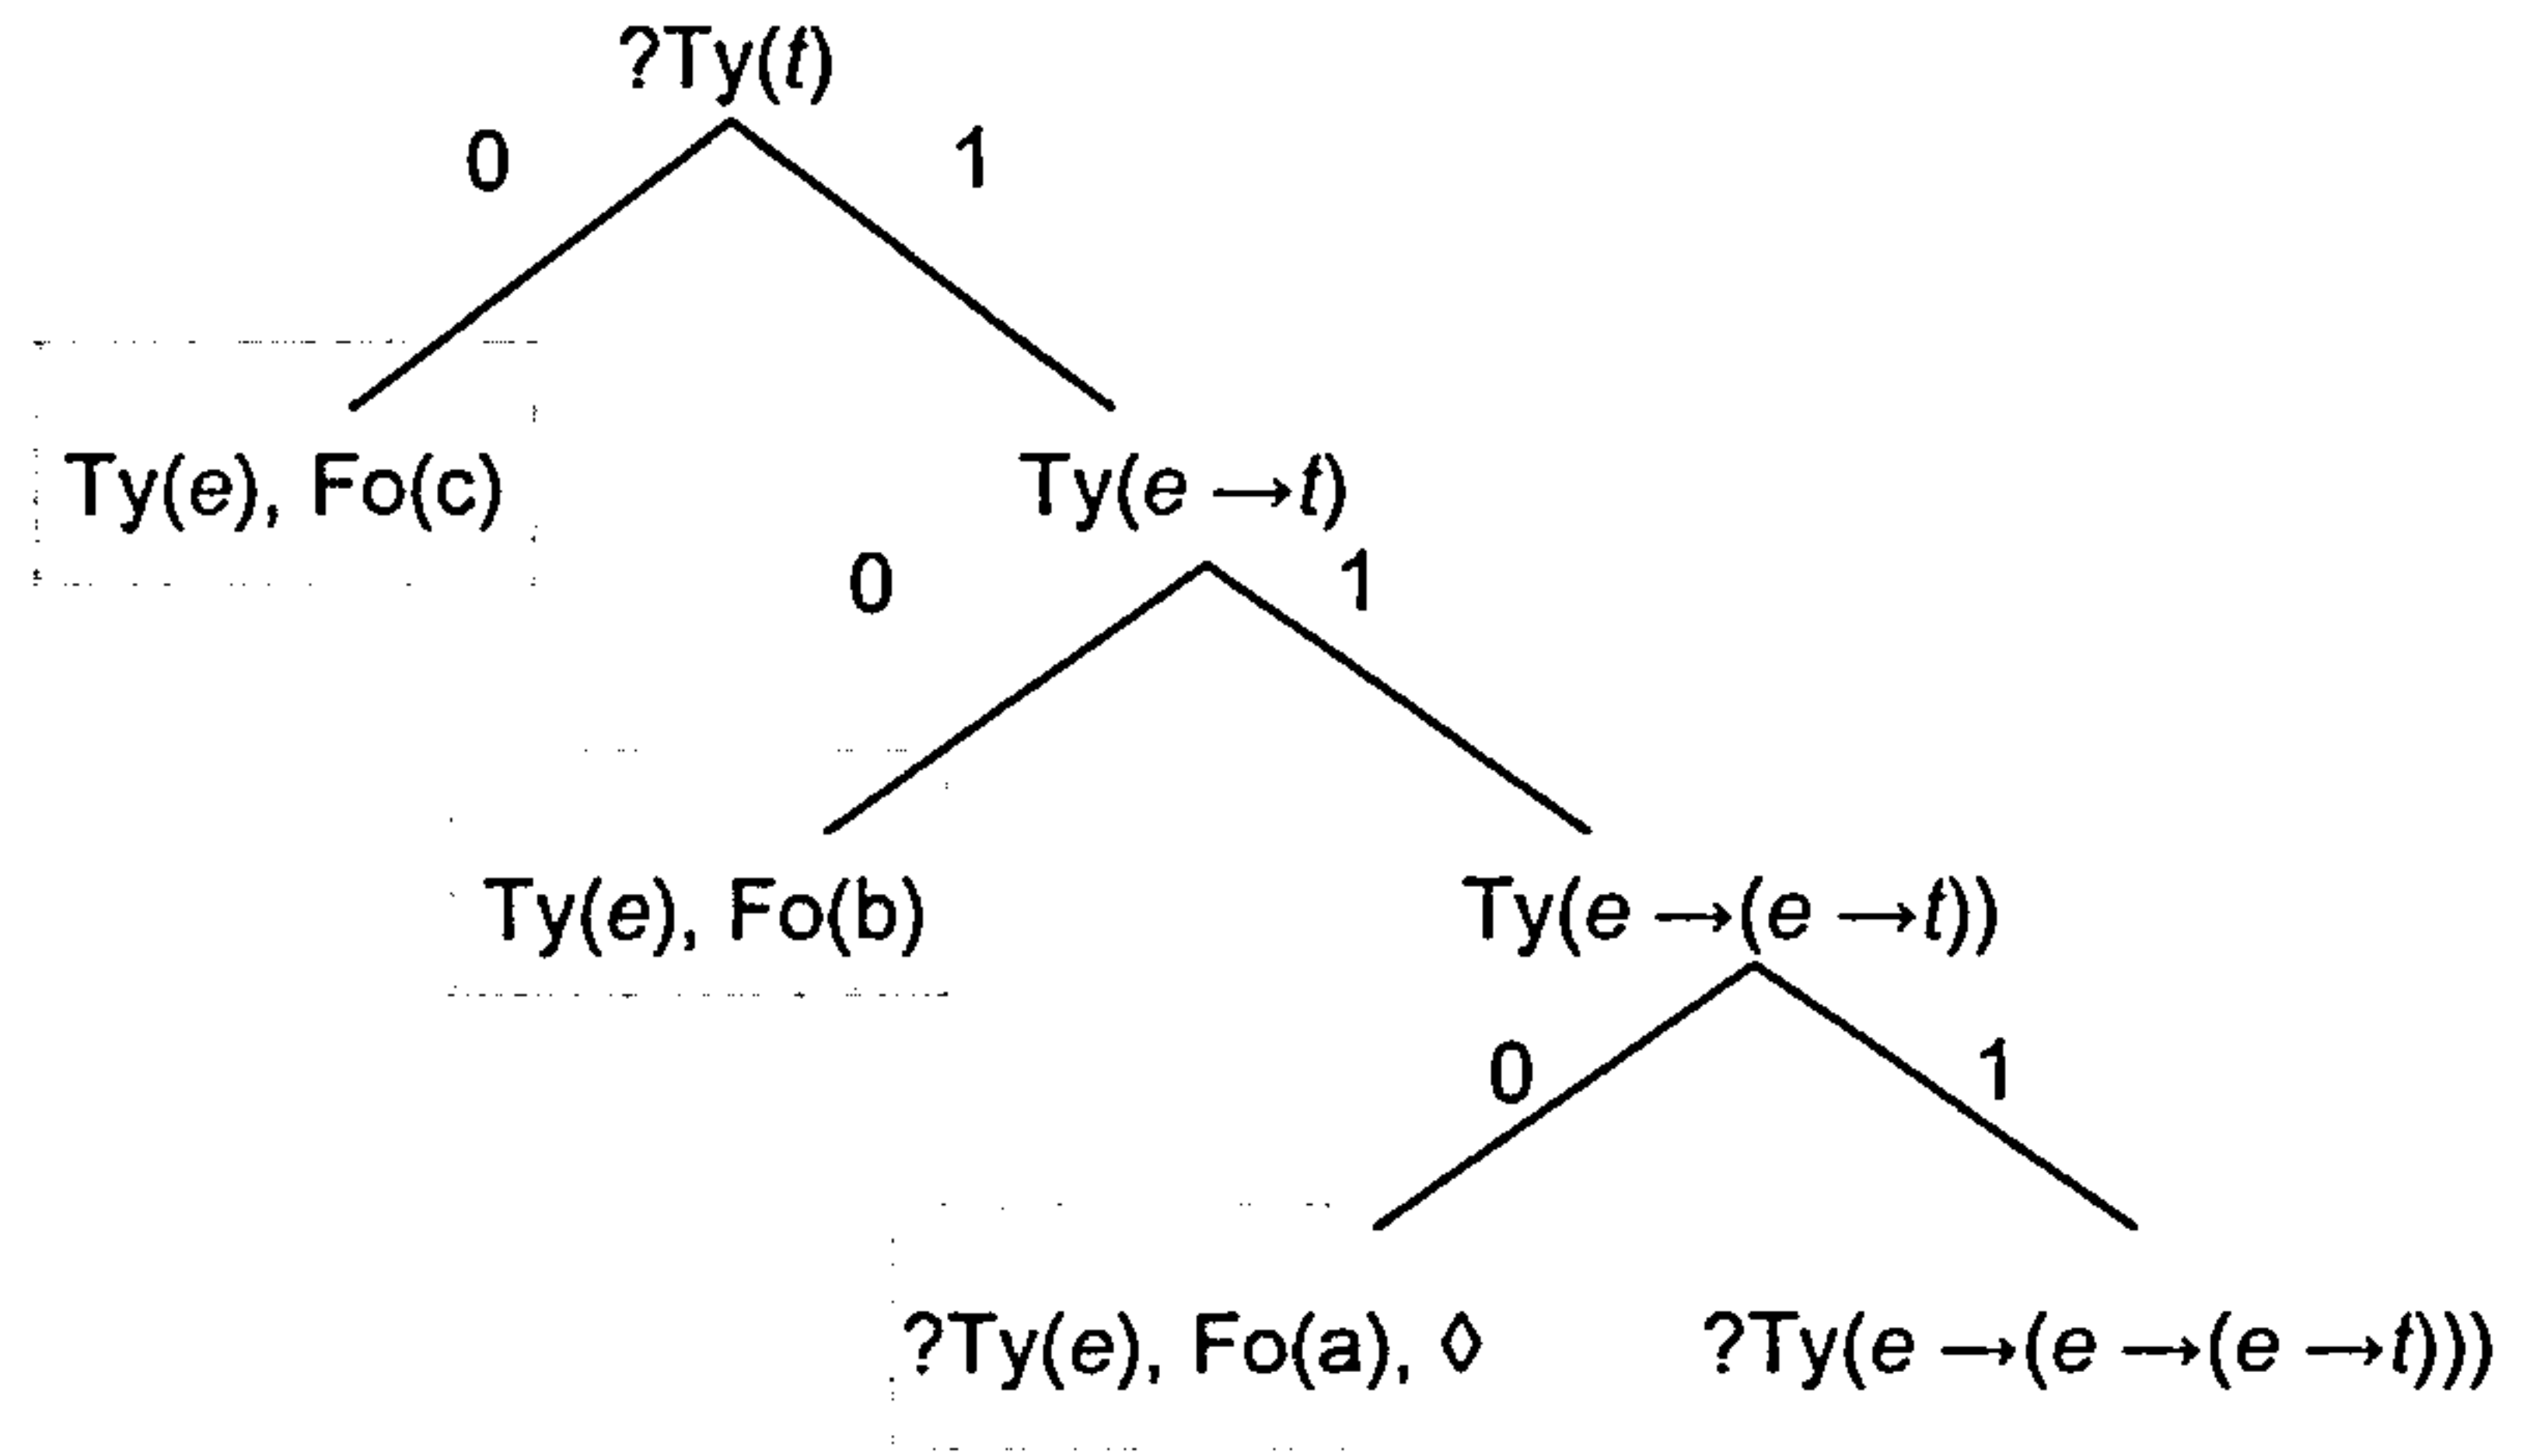 ?Ty(t)
0 1
Ty(e), Fo(c) Ty(e →t)
0 1
Ty(e), Fo(b) Ty(e →(e →t))
0 1
?Ty(e), Fo(a), ◊ ?Ty(e →(e →(e →t)))